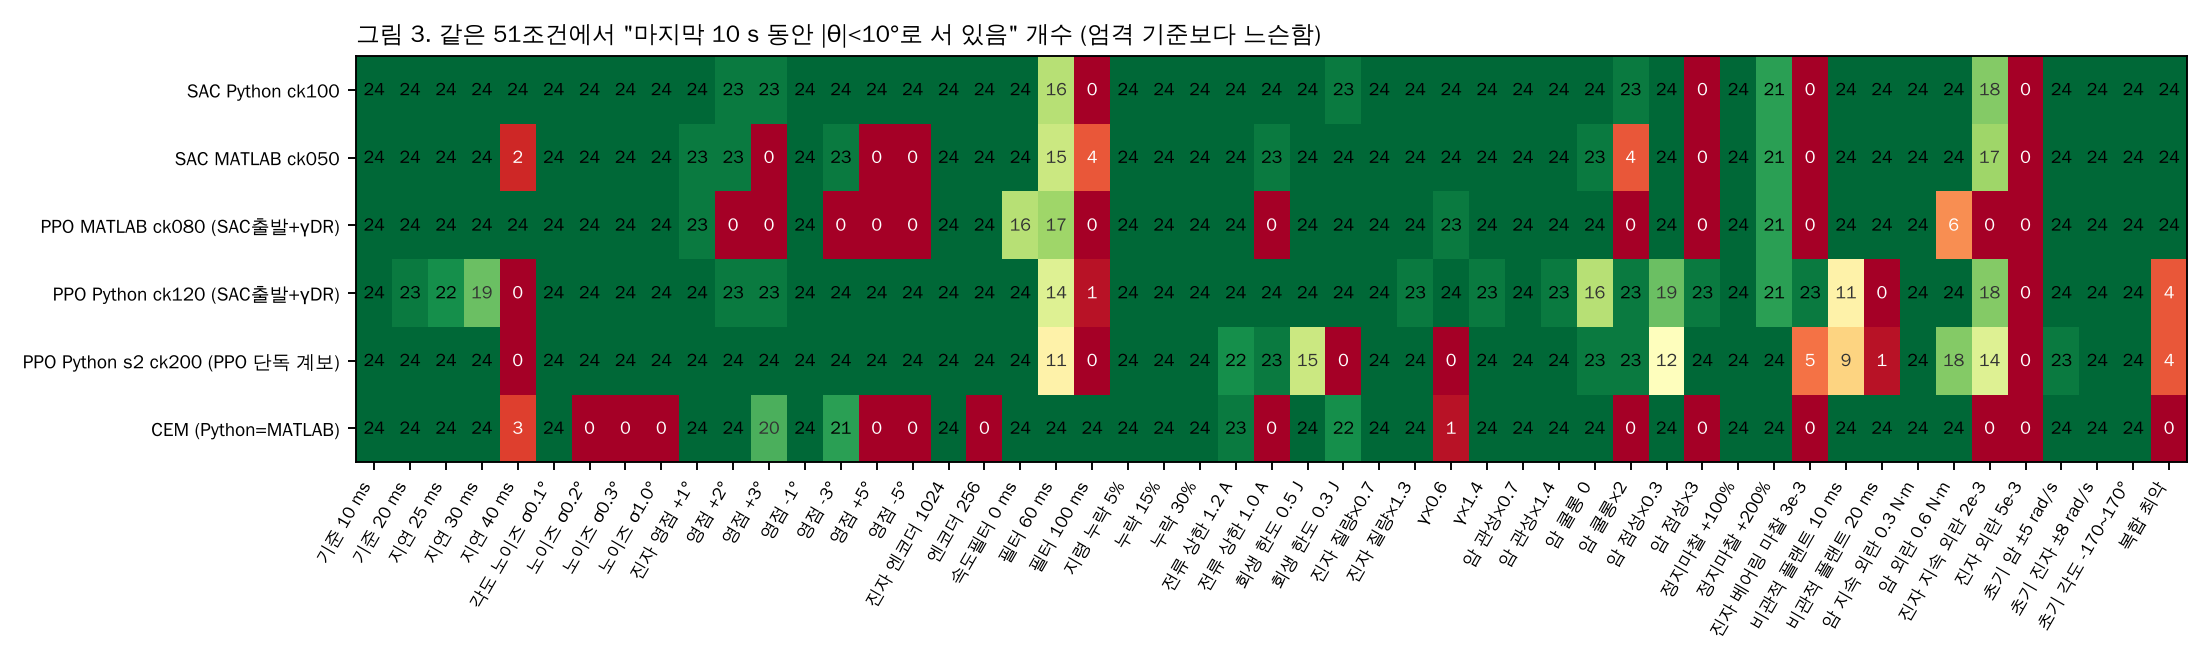 그림 3. 같은 51조건에서 "마지막 10 s 동안 |θ|<10°로 서 있음" 개수 (엄격 기준보다 느슨함)
SAC Python ck100 24 24 24 24 24 24 24 24 24 24 23 23 24 24 24 24 24 24 24 16 0 24 24 24 24 24 24 23 24 24 24 24 24 24 24 23 24 0 24 21 0 24 24 24 24 18 0 24 24 24 24
SAC MATLAB ck050 24 24 24 24 2 24 24 24 24 23 23 0 24 23 0 0 24 24 24 15 4 24 24 24 24 23 24 24 24 24 24 24 24 24 23 4 24 0 24 21 0 24 24 24 24 17 0 24 24 24 24
PPO MATLAB ck080 (SAC출발+γDR) 24 24 24 24 24 24 24 24 24 23 0 0 24 0 0 0 24 24 16 17 0 24 24 24 24 0 24 24 24 24 23 24 24 24 24 0 24 0 24 21 0 24 24 24 6 0 0 24 24 24 24
PPO Python ck120 (SAC출발+γDR) 24 23 22 19 0 24 24 24 24 24 23 23 24 24 24 24 24 24 24 14 1 24 24 24 24 24 24 24 24 23 24 23 24 23 16 23 19 23 24 21 23 11 0 24 24 18 0 24 24 24 4
PPO Python s2 ck200 (PPO 단독 계보) 24 24 24 24 0 24 24 24 24 24 24 24 24 24 24 24 24 24 24 11 0 24 24 24 22 23 15 0 24 24 0 24 24 24 23 23 12 24 24 24 5 9 1 24 18 14 0 23 24 24 4
CEM (Python=MATLAB) 24 24 24 24 3 24 0 0 0 24 24 20 24 21 0 0 24 0 24 24 24 24 24 24 23 0 24 22 24 24 1 24 24 24 24 0 24 0 24 24 0 24 24 24 24 0 0 24 24 24 0
기준 10 ms
기준 20 ms
지연 25 ms
지연 30 ms
지연 40 ms
각도 노이즈 σ0.1°
노이즈 σ0.2°
노이즈 σ0.3°
노이즈 σ1.0°
진자 영점 +1°
영점 +2°
영점 +3°
영점 -1°
영점 -3°
영점 +5°
영점 -5°
진자 엔코더 1024
엔코더 256
속도필터 0 ms
필터 60 ms
필터 100 ms
지령 누락 5%
누락 15%
누락 30%
전류 상한 1.2 A
전류 상한 1.0 A
회생 한도 0.5 J
회생 한도 0.3 J
진자 질량×0.7
진자 질량×1.3
γ×0.6
γ×1.4
암 관성×0.7
암 관성×1.4
암 쿨롱 0
암 쿨롱×2
암 점성×0.3
암 점성×3
정지마찰 +100%
정지마찰 +200%
진자 베어링 마찰 3e-3
비관적 플랜트 10 ms
비관적 플랜트 20 ms
암 지속 외란 0.3 N·m
암 외란 0.6 N·m
진자 지속 외란 2e-3
진자 외란 5e-3
초기 암 ±5 rad/s
초기 진자 ±8 rad/s
초기 각도 -170~170°
복합 최악